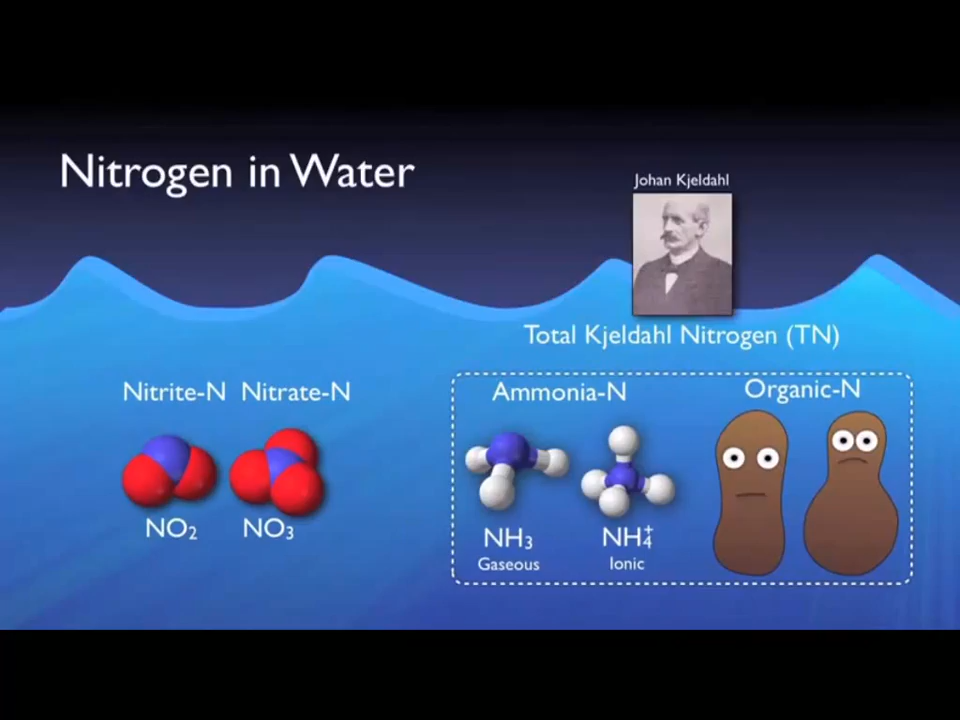 Nitrogen in Water
Johan Kjeldahl
Total Kjeldahl Nitrogen (TN)
Nitrite-N Nitrate-N
Ammonia-N
Organic-N
NO₂
NO₃
NH₃
Gaseous
NH₄⁺
Ionic